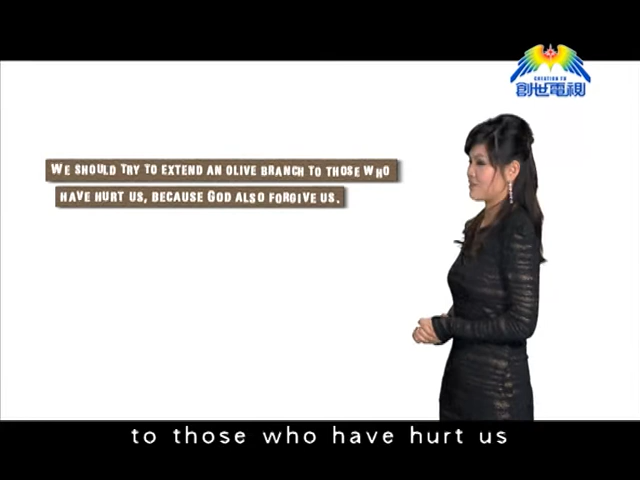 CREATION TV
創世電視
WE SHOULD TRY TO EXTEND AN OLIVE BRANCH TO THOSE WHO
HAVE HURT US, BECAUSE GOD ALSO FORGIVE US.
to those who have hurt us